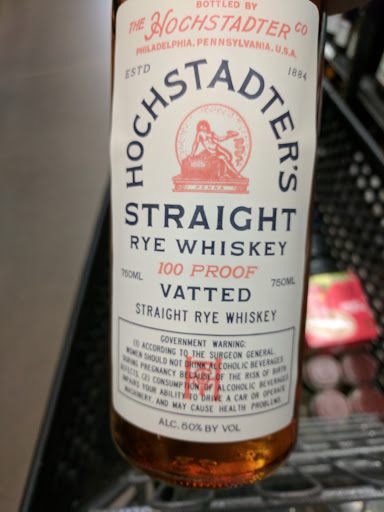 BOTTLED BY
THE HOCHSTADTER CO
PHILADELPHIA, PENNSYLVANIA, U.S.A.
ESTD 1884
HOCHSTADTER'S
PENNA
STRAIGHT
RYE WHISKEY
100 PROOF
750ML 750ML
VATTED
STRAIGHT RYE WHISKEY
GOVERNMENT WARNING:
(1) ACCORDING TO THE SURGEON GENERAL,
WOMEN SHOULD NOT DRINK ALCOHOLIC BEVERAGES
DURING PREGNANCY BECAUSE OF THE RISK OF BIRTH
DEFECTS. (2) CONSUMPTION OF ALCOHOLIC BEVERAGES
IMPAIRS YOUR ABILITY TO DRIVE A CAR OR OPERATE
MACHINERY, AND MAY CAUSE HEALTH PROBLEMS.
ALC. 50% BY VOL